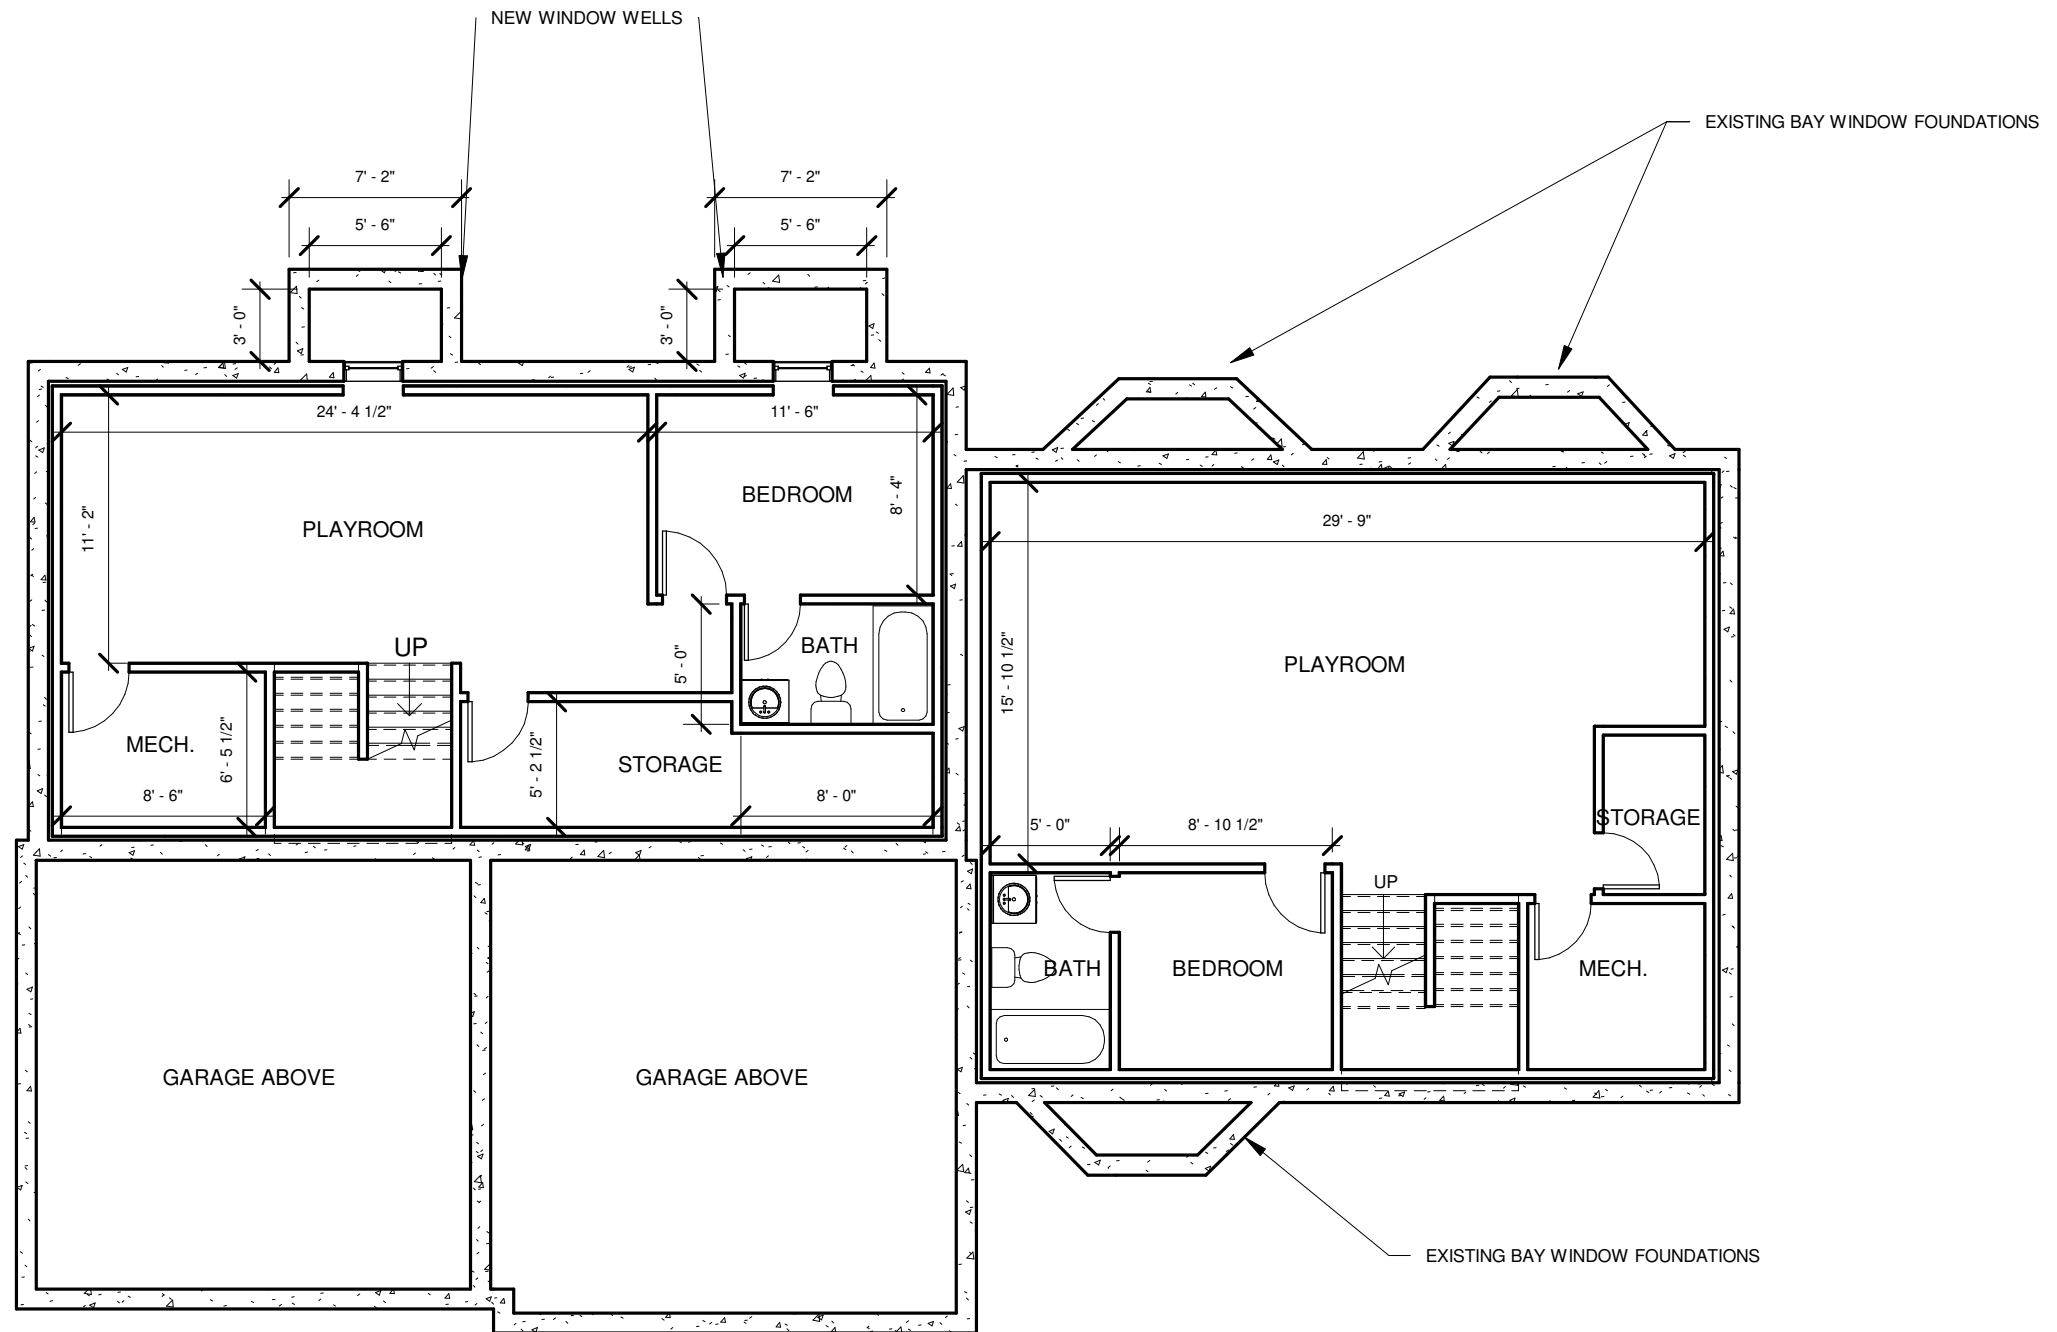 NEW WINDOW WELLS
EXISTING BAY WINDOW FOUNDATIONS
7' - 2"
7' - 2"
5' - 6"
5' - 6"
3' - 0"
3' - 0"
24' - 4 1/2"
11' - 6"
11' - 2"
PLAYROOM
BEDROOM
8' - 4"
29' - 9"
UP
BATH
5' - 0"
15' - 10 1/2"
PLAYROOM
MECH.
6' - 5 1/2"
5' - 2 1/2"
STORAGE
8' - 6"
8' - 0"
STORAGE
5' - 0"
8' - 10 1/2"
UP
BATH
BEDROOM
MECH.
GARAGE ABOVE
GARAGE ABOVE
EXISTING BAY WINDOW FOUNDATIONS